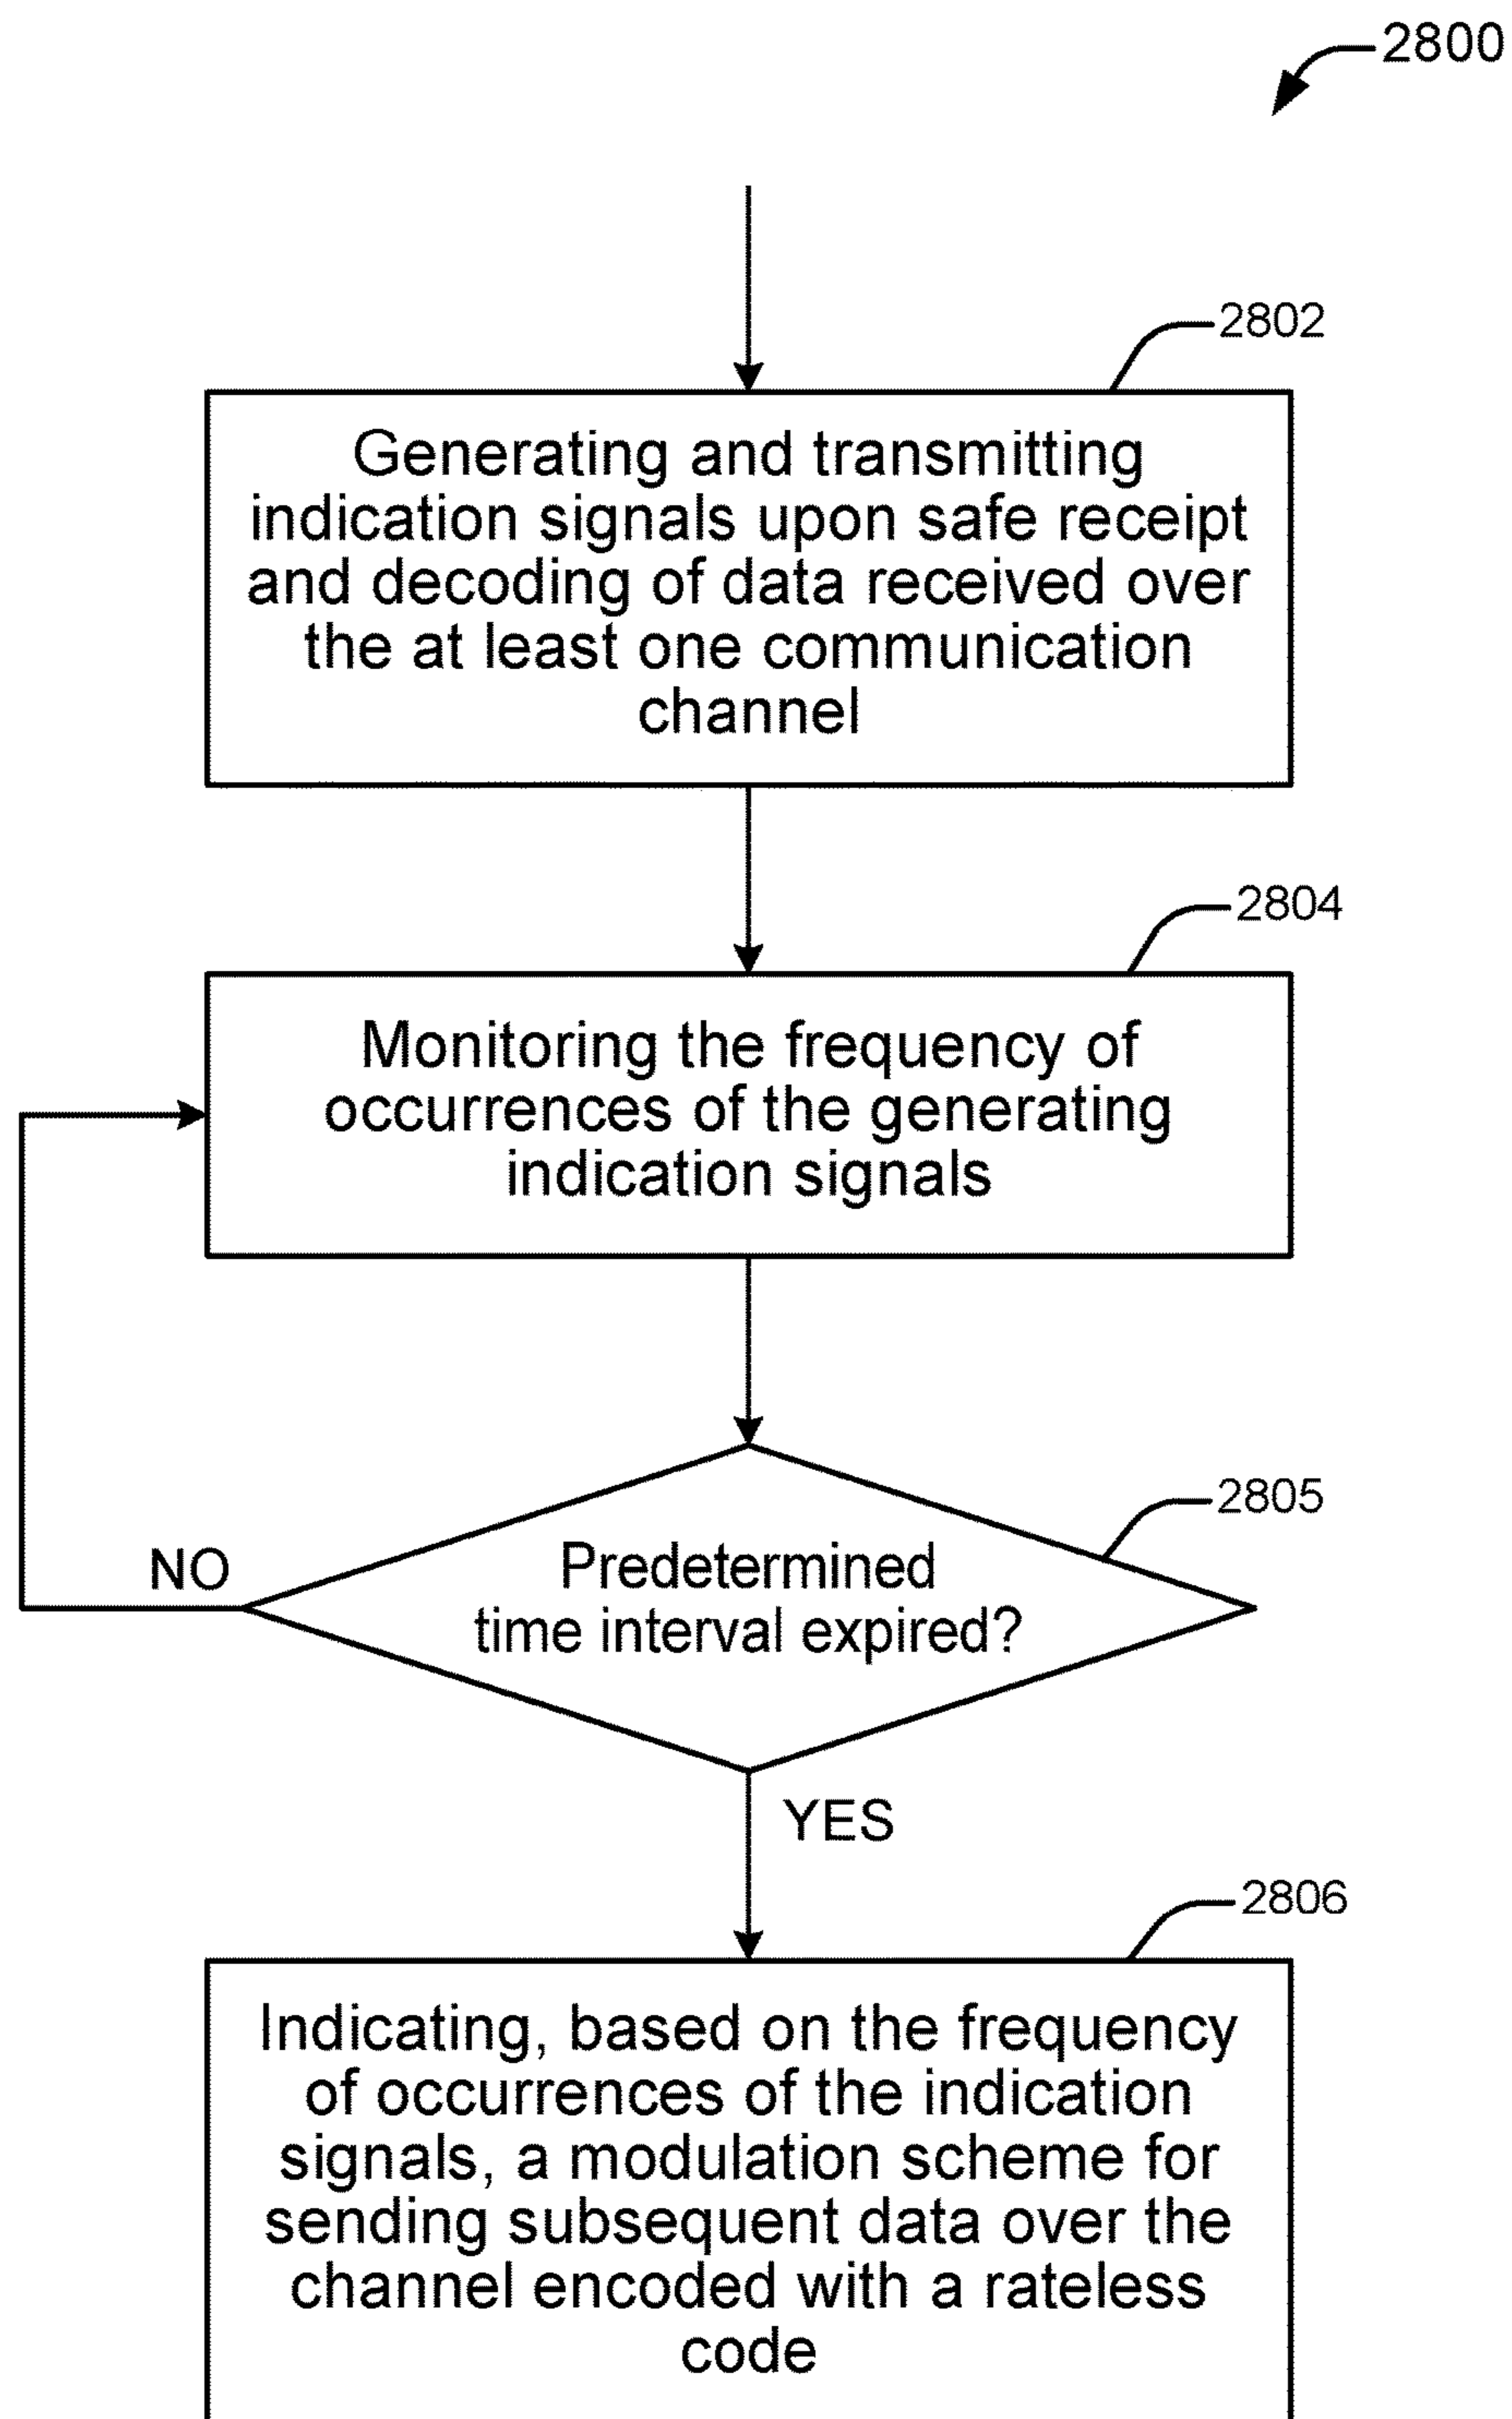 2800
2802
Generating and transmitting
indication signals upon safe receipt
and decoding of data received over
the at least one communication
channel
2804
Monitoring the frequency of
occurrences of the generating
indication signals
2805
Predetermined
time interval expired?
NO
YES
2806
Indicating, based on the frequency
of occurrences of the indication
signals, a modulation scheme for
sending subsequent data over the
channel encoded with a rateless
code